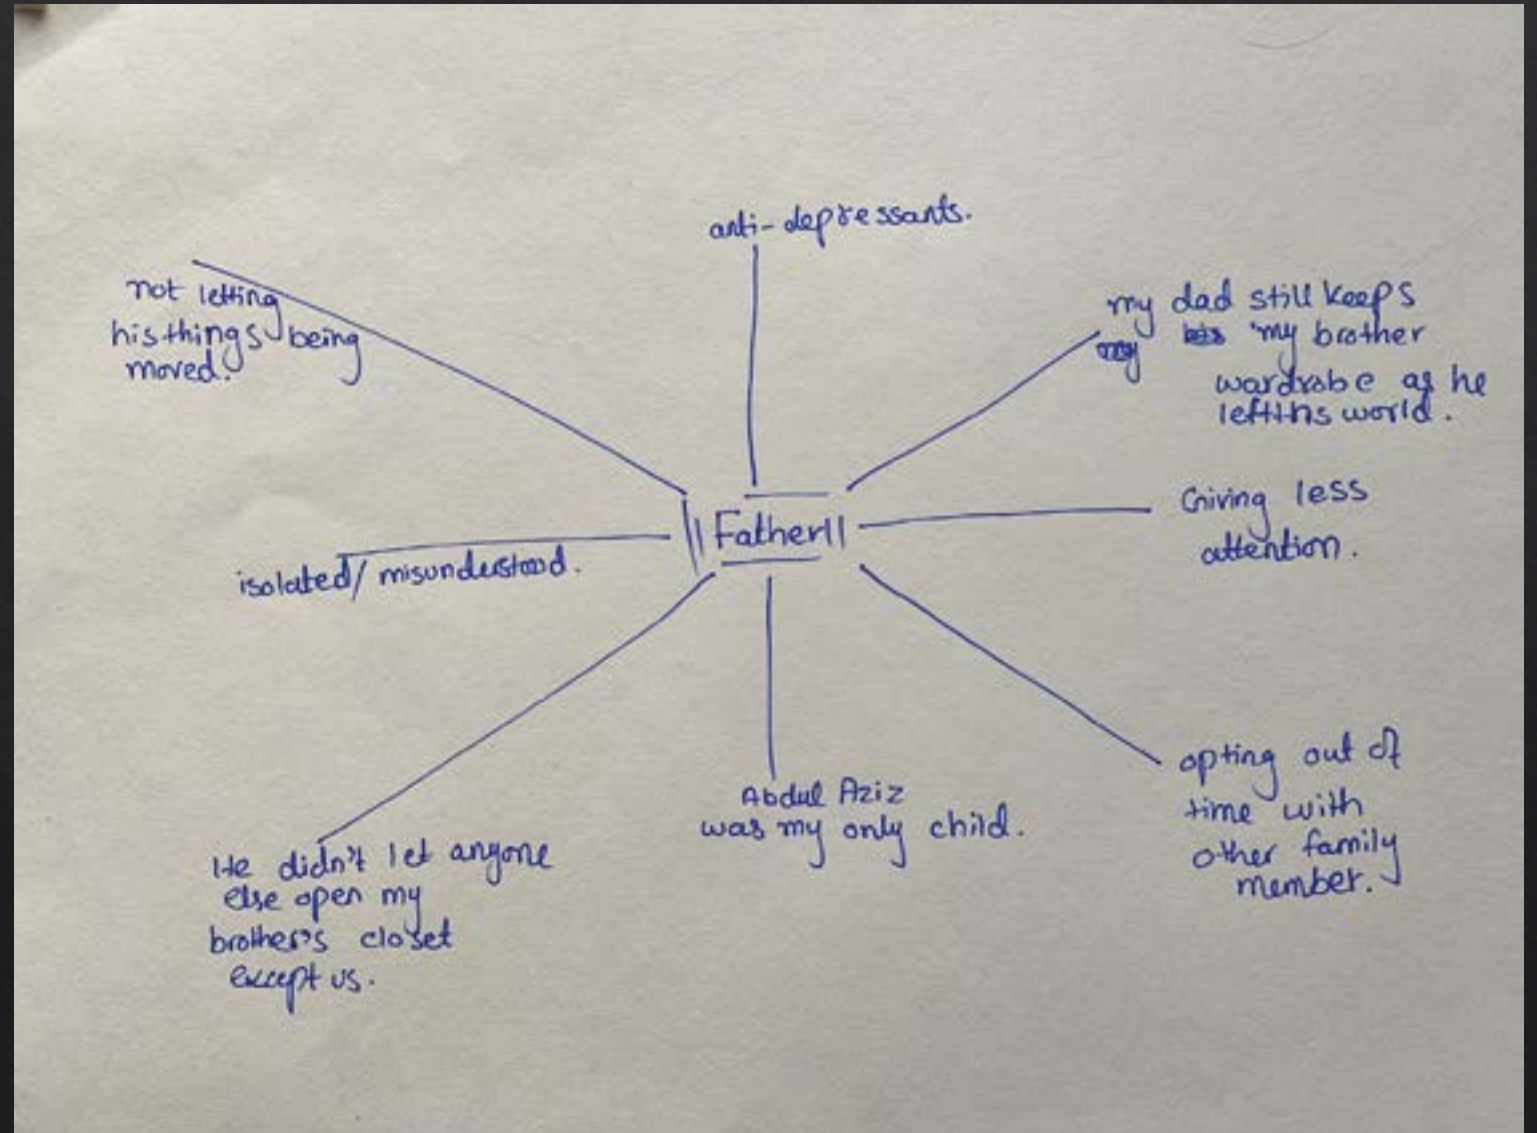 anti-depressants.
not letting
his things being
moved.
my dad still keeps
my brother
wardrobe as he
left this world.
Father
Giving less
attention.
isolated/ misunderstood.
opting out of
time with
other family
member.
Abdul Aziz
was my only child.
He didn't let anyone
else open my
brother's closet
except us.